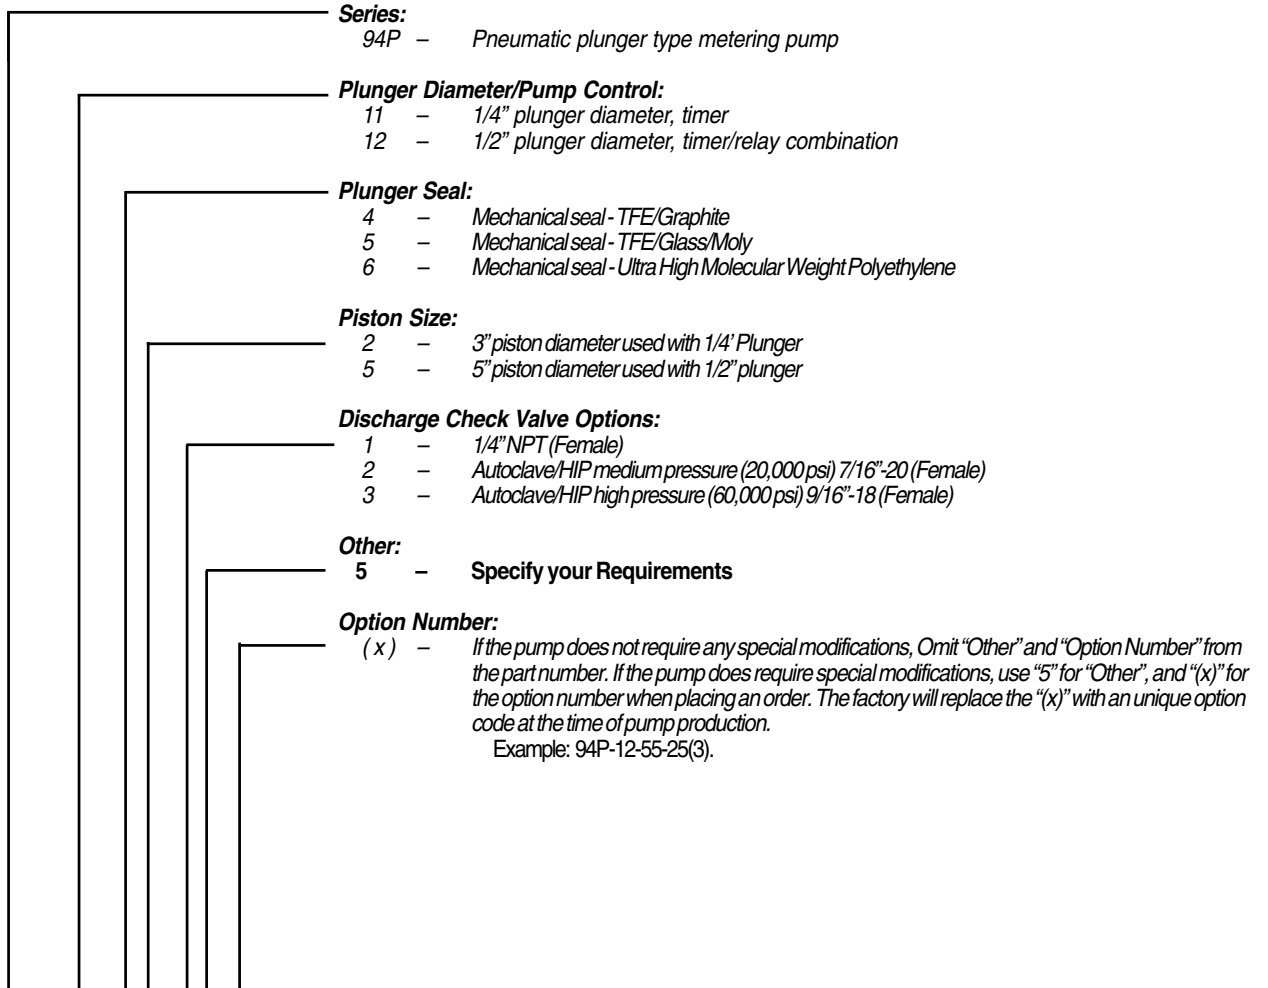 Series:
94P – Pneumatic plunger type metering pump
Plunger Diameter/Pump Control:
11 – 1/4” plunger diameter, timer
12 – 1/2” plunger diameter, timer/relay combination
Plunger Seal:
4 – Mechanical seal - TFE/Graphite
5 – Mechanical seal - TFE/Glass/Moly
6 – Mechanical seal - Ultra High Molecular Weight Polyethylene
Piston Size:
2 – 3” piston diameter used with 1/4’ Plunger
5 – 5” piston diameter used with 1/2” plunger
Discharge Check Valve Options:
1 – 1/4” NPT (Female)
2 – Autoclave/HIP medium pressure (20,000 psi) 7/16”-20 (Female)
3 – Autoclave/HIP high pressure (60,000 psi) 9/16”-18 (Female)
Other:
5 – Specify your Requirements
Option Number:
(x) – If the pump does not require any special modifications, Omit “Other” and “Option Number” from
the part number. If the pump does require special modifications, use “5” for “Other”, and “(x)” for
the option number when placing an order. The factory will replace the “(x)” with an unique option
code at the time of pump production.
Example: 94P-12-55-25(3).